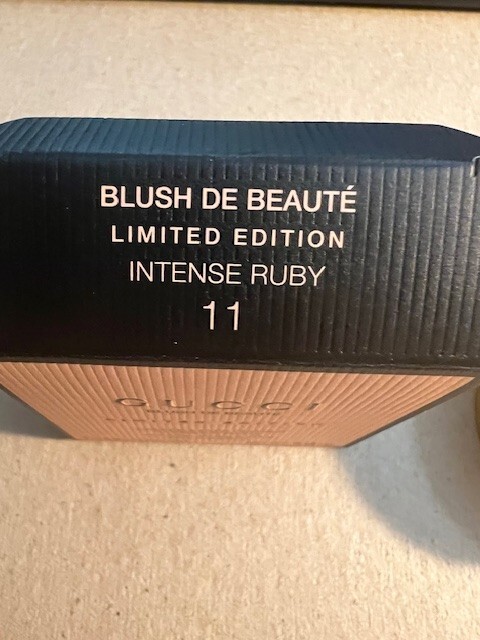 BLUSH DE BEAUTÉ
LIMITED EDITION
INTENSE RUBY
11
GUCCI